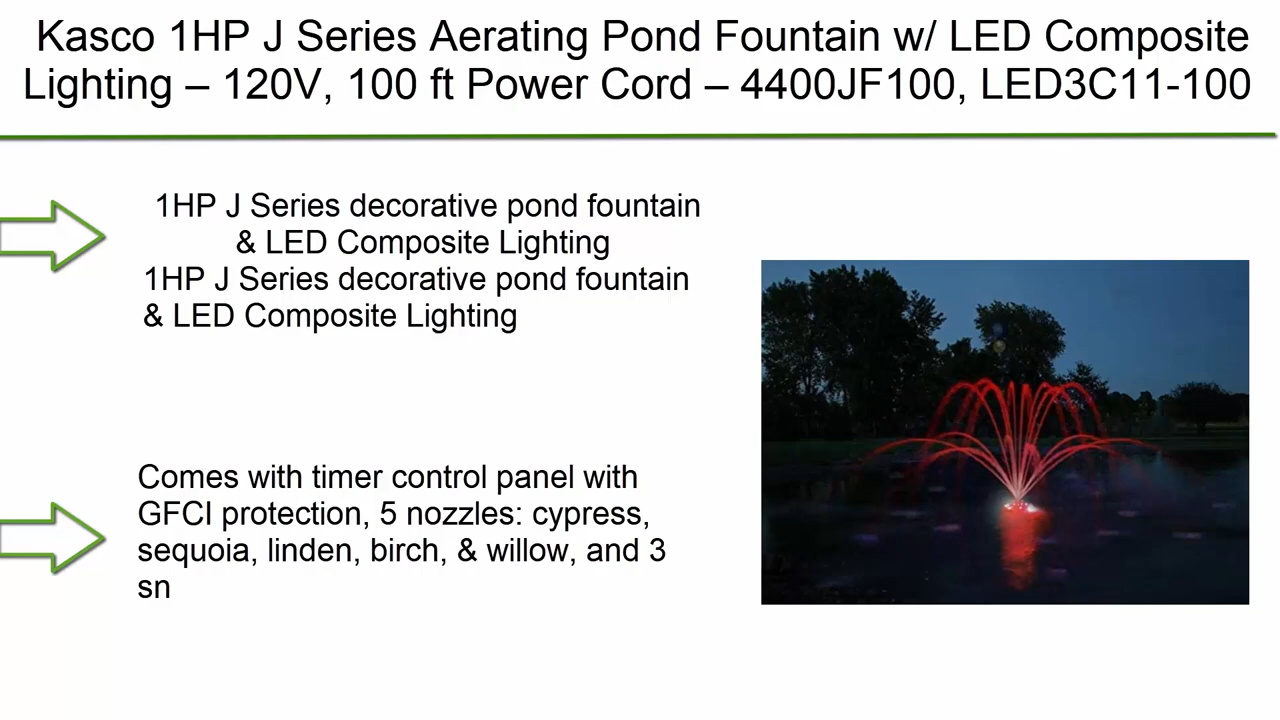 Kasco 1HP J Series Aerating Pond Fountain w/ LED Composite
Lighting – 120V, 100 ft Power Cord – 4400JF100, LED3C11-100
1HP J Series decorative pond fountain
& LED Composite Lighting
1HP J Series decorative pond fountain
& LED Composite Lighting
Comes with timer control panel with
GFCI protection, 5 nozzles: cypress,
sequoia, linden, birch, & willow, and 3
sn